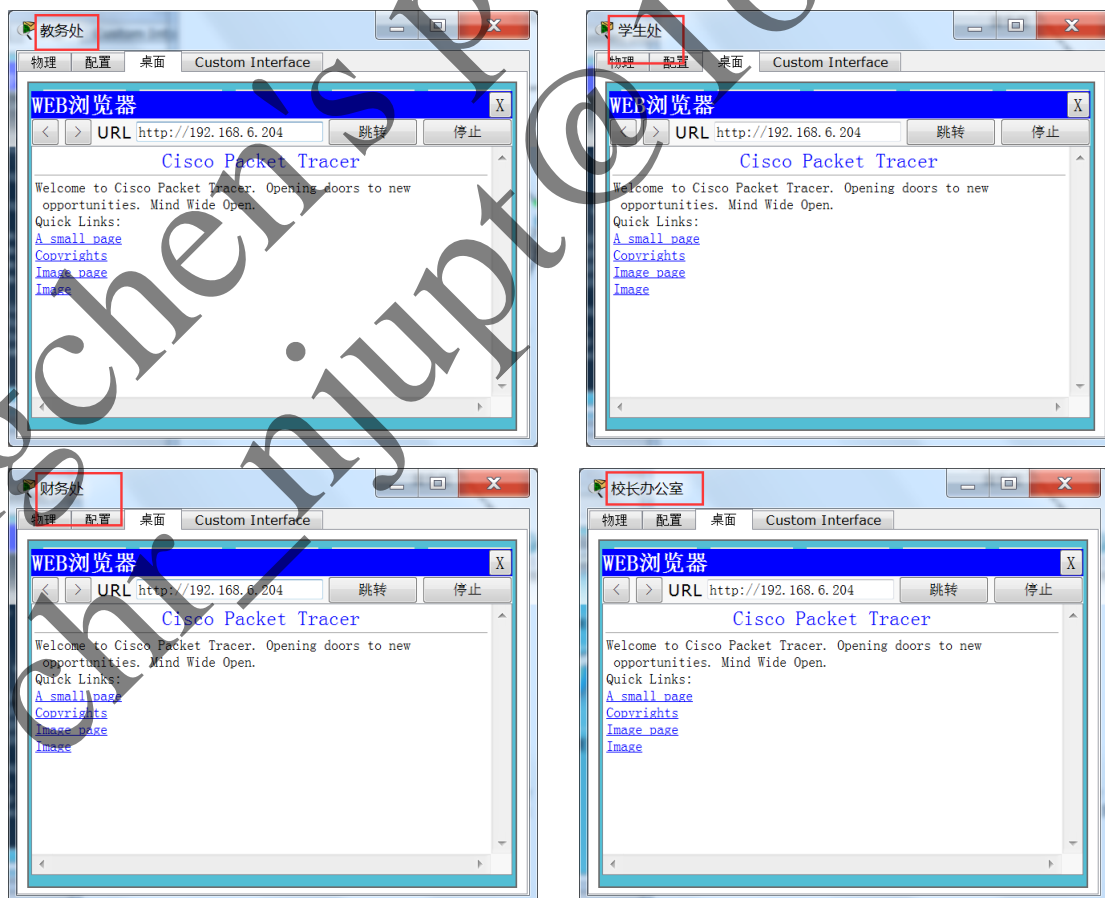 教务处
物理 配置 桌面 Custom Interface
WEB浏览器 X
< > URL http://192.168.6.204 跳转 停止
Cisco Packet Tracer
Welcome to Cisco Packet Tracer. Opening doors to new
opportunities. Mind Wide Open.
Quick Links:
A small page
Copyrights
Image page
Image
学生处
物理 配置 桌面 Custom Interface
WEB浏览器 X
< > URL http://192.168.6.204 跳转 停止
Cisco Packet Tracer
Welcome to Cisco Packet Tracer. Opening doors to new
opportunities. Mind Wide Open.
Quick Links:
A small page
Copyrights
Image page
Image
财务处
物理 配置 桌面 Custom Interface
WEB浏览器 X
< > URL http://192.168.6.204 跳转 停止
Cisco Packet Tracer
Welcome to Cisco Packet Tracer. Opening doors to new
opportunities. Mind Wide Open.
Quick Links:
A small page
Copyrights
Image page
Image
校长办公室
物理 配置 桌面 Custom Interface
WEB浏览器 X
< > URL http://192.168.6.204 跳转 停止
Cisco Packet Tracer
Welcome to Cisco Packet Tracer. Opening doors to new
opportunities. Mind Wide Open.
Quick Links:
A small page
Copyrights
Image page
Image